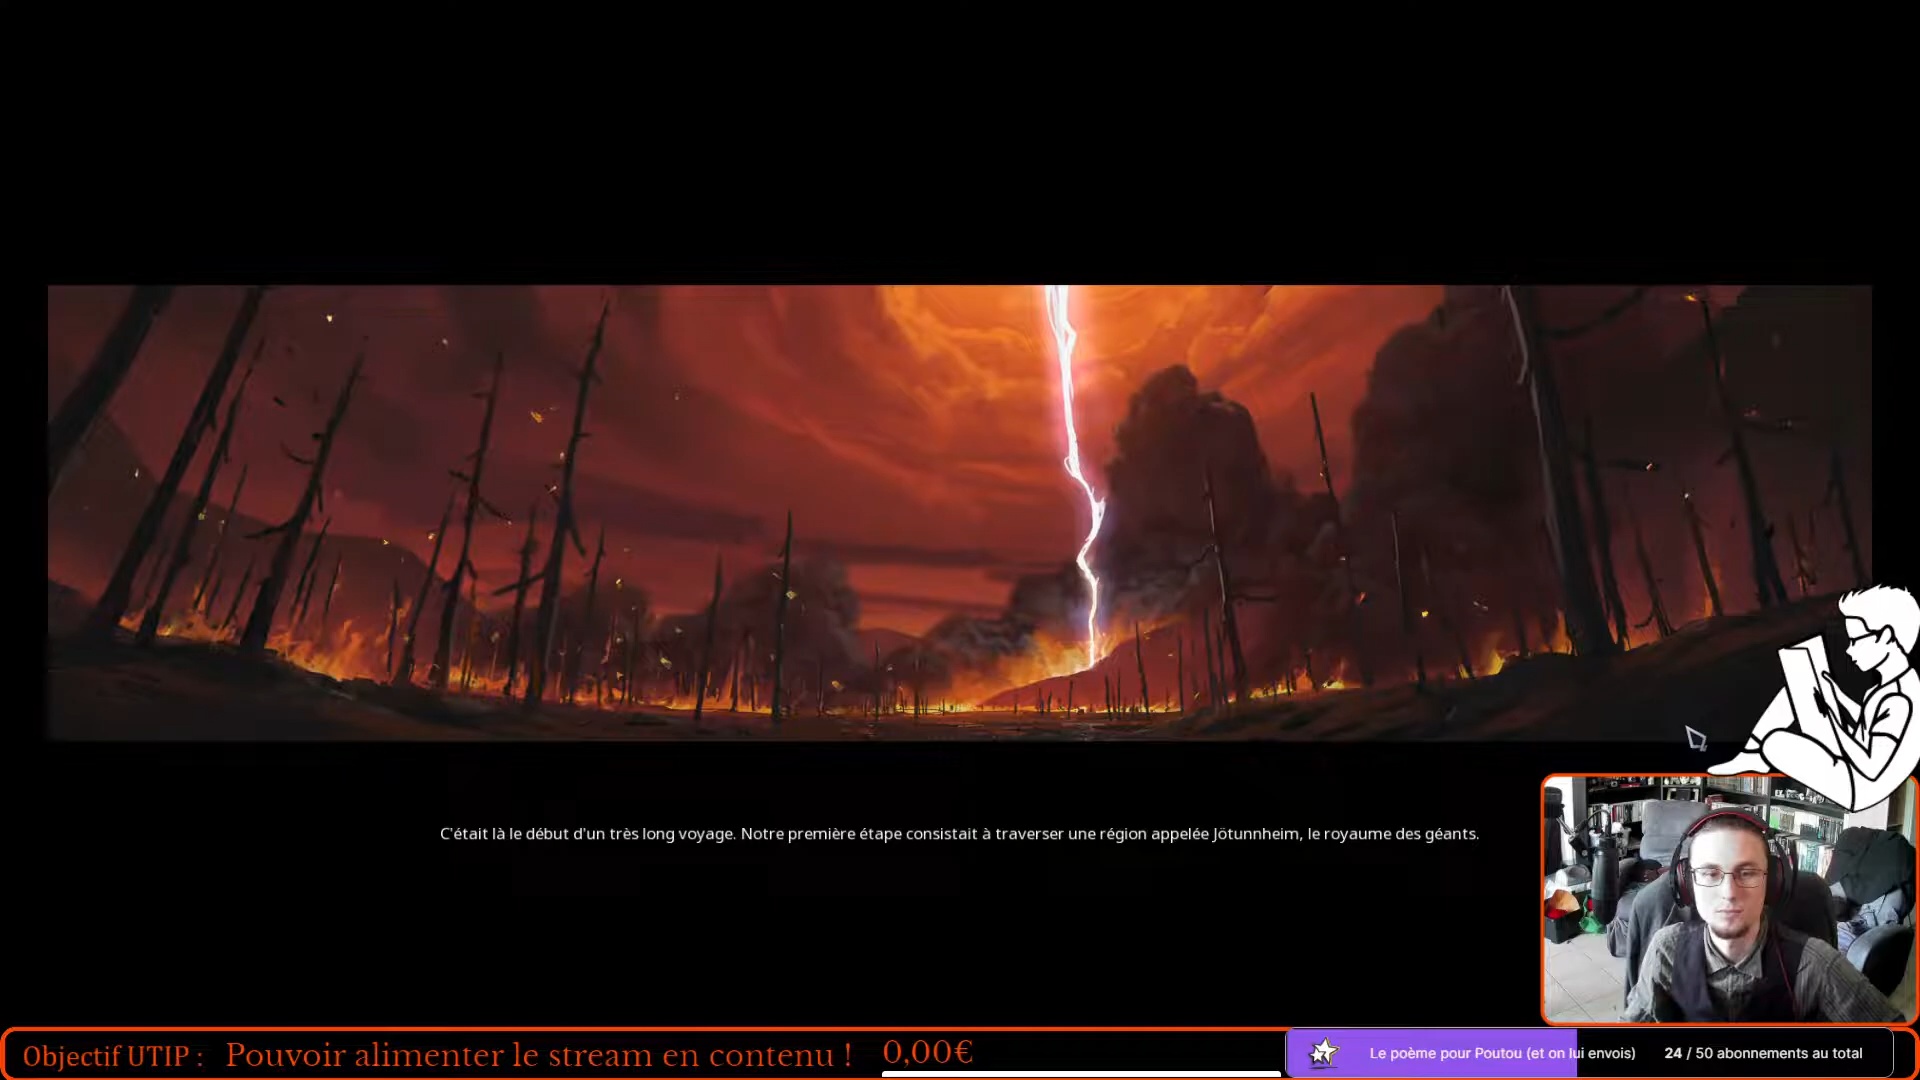 C'était là le début d'un très long voyage. Notre première étape consistait à traverser une région appelée Jötunnheim, le royaume des géants.
Objectif UTIP : Pouvoir alimenter le stream en contenu ! 0,00€
Le poème pour Poutou (et on lui envois) 24 / 50 abonnements au total